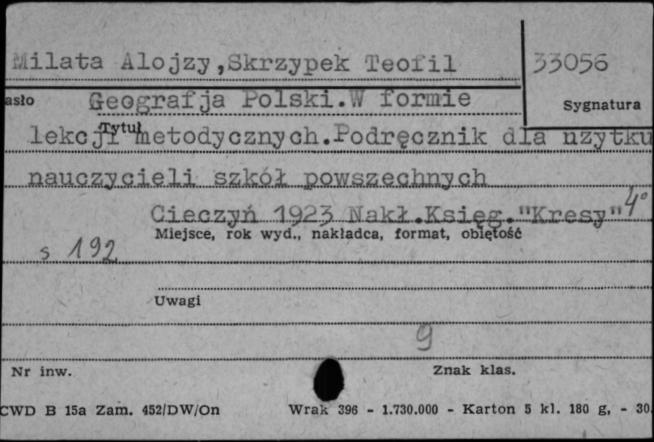 Milata Alojzy,Skrzypek Teofil 33056
asło Geografja Polski.W formie Sygnatura
Tytuł
lekcji metodycznych.Podręcznik dla użytku
nauczycieli szkół powszechnych
Cieczyń 1923 Nakł.Księg."Kresy" 4°
Miejsce, rok wyd., nakładca, format, objętość
s 192
Uwagi
9
Nr inw. Znak klas.
CWD B 15a Zam. 452/DW/On Wrak 396 - 1.730.000 - Karton 5 kl. 180 g, - 30.